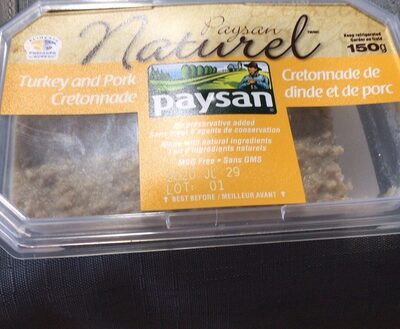 Paysan
Naturel
Keep refrigerated
Garder au froid
150g
Turkey and Pork
Cretonnade
paysan
Cretonnade de
dinde et de porc
No preservative added
Sans ajout d'agents de conservation
Made with natural ingredients
Fait d'ingrédients naturels
MSG Free • Sans GMS
2020 JL 29
LOT: 01
↑ BEST BEFORE / MEILLEUR AVANT ↑